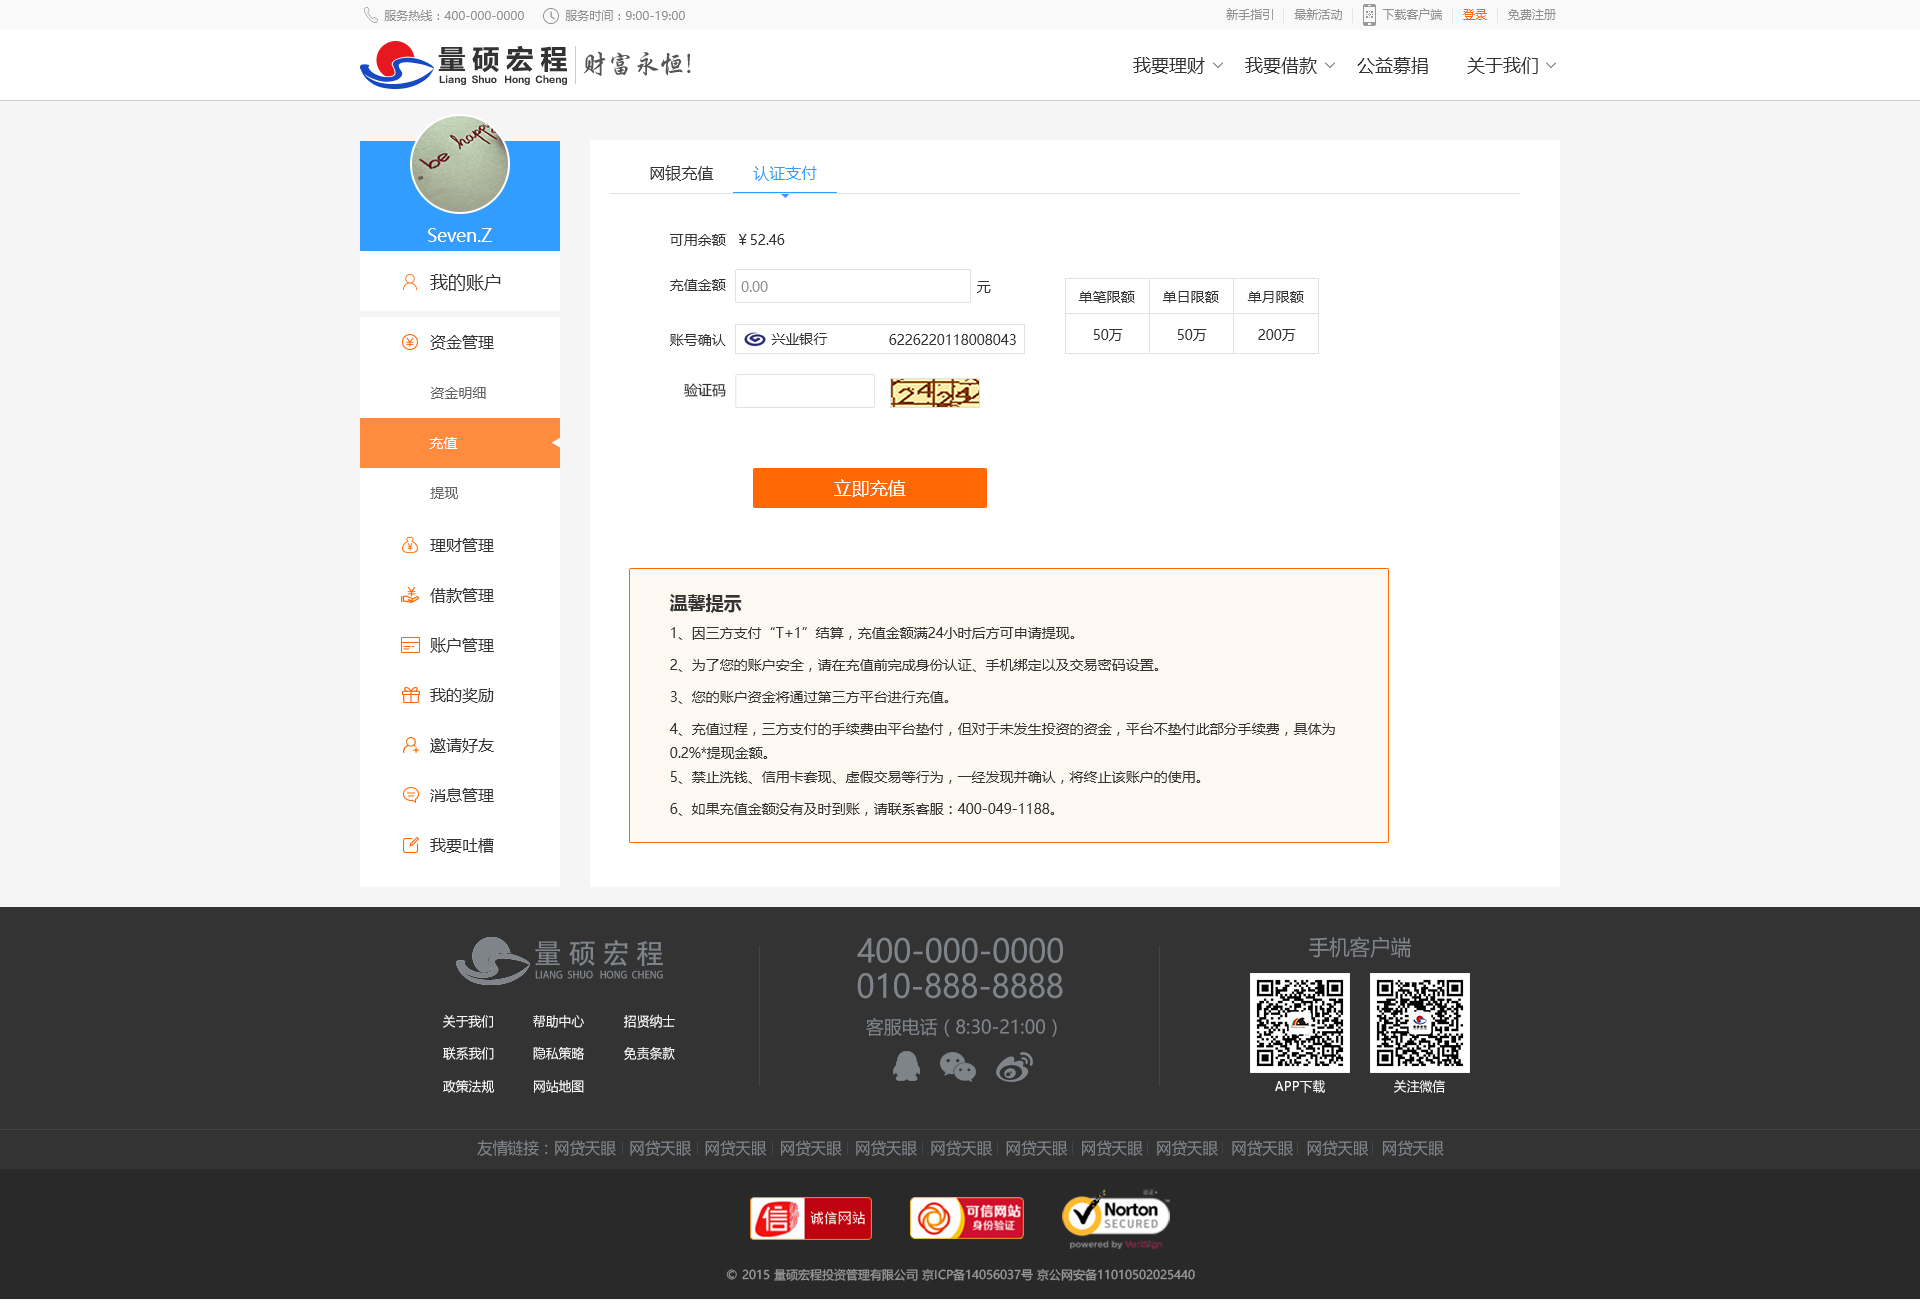 服务热线：400-000-0000 服务时间：9:00-19:00 新手指引 最新活动 下载客户端 登录 免费注册
量硕宏程 财富永恒! 我要理财 我要借款 公益募捐 关于我们
Liang Shuo Hong Cheng
be happy
Seven.Z
我的账户
资金管理
资金明细
充值
提现
理财管理
借款管理
账户管理
我的奖励
邀请好友
消息管理
我要吐槽
网银充值 认证支付
可用余额 ¥ 52.46
充值金额 0.00 元
账号确认 兴业银行 6226220118008043
单笔限额 单日限额 单月限额
50万 50万 200万
验证码 2424
立即充值
温馨提示
1、因三方支付“T+1”结算，充值金额满24小时后方可申请提现。
2、为了您的账户安全，请在充值前完成身份认证、手机绑定以及交易密码设置。
3、您的账户资金将通过第三方平台进行充值。
4、充值过程，三方支付的手续费由平台垫付，但对于未发生投资的资金，平台不垫付此部分手续费，具体为
0.2%*提现金额。
5、禁止洗钱、信用卡套现、虚假交易等行为，一经发现并确认，将终止该账户的使用。
6、如果充值金额没有及时到账，请联系客服：400-049-1188。
量硕宏程
LIANG SHUO HONG CHENG
关于我们 帮助中心 招贤纳士
联系我们 隐私策略 免责条款
政策法规 网站地图
400-000-0000
010-888-8888
客服电话（8:30-21:00）
手机客户端
APP下载 关注微信
友情链接：网贷天眼 网贷天眼 网贷天眼 网贷天眼 网贷天眼 网贷天眼 网贷天眼 网贷天眼 网贷天眼 网贷天眼 网贷天眼 网贷天眼
信 诚信网站
可信网站
身份验证
Norton
SECURED
powered by VeriSign
© 2015 量硕宏程投资管理有限公司 京ICP备14056037号 京公网安备11010502025440